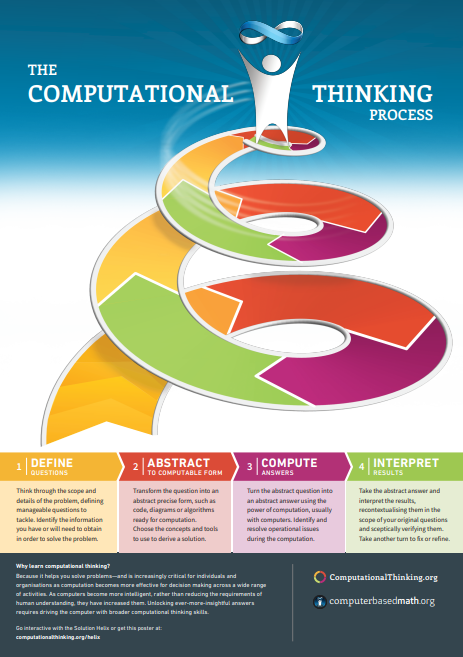 THE
COMPUTATIONAL THINKING
PROCESS
1 DEFINE
QUESTIONS
Think through the scope and
details of the problem, defining
manageable questions to
tackle. Identify the information
you have or will need to obtain
in order to solve the problem.
2 ABSTRACT
TO COMPUTABLE FORM
Transform the question into an
abstract precise form, such as
code, diagrams or algorithms
ready for computation.
Choose the concepts and tools
to use to derive a solution.
3 COMPUTE
ANSWERS
Turn the abstract question into
an abstract answer using the
power of computation, usually
with computers. Identify and
resolve operational issues
during the computation.
4 INTERPRET
RESULTS
Take the abstract answer and
interpret the results,
recontextualising them in the
scope of your original questions
and sceptically verifying them.
Take another turn to fix or refine.
Why learn computational thinking?
Because it helps you solve problems—and is increasingly critical for individuals and
organisations as computation becomes more effective for decision making across a wide range
of activities. As computers become more intelligent, rather than reducing the requirements of
human understanding, they have increased them. Unlocking ever-more-insightful answers
requires driving the computer with broader computational thinking skills.
Go interactive with the Solution Helix or get this poster at:
computationalthinking.org/helix
ComputationalThinking.org
computerbasedmath.org